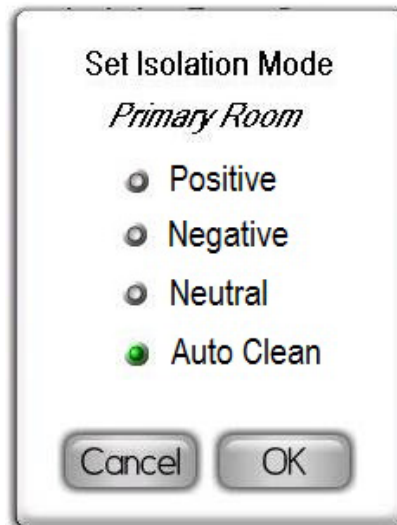 Set Isolation Mode
Primary Room
Positive
Negative
Neutral
Auto Clean
Cancel OK